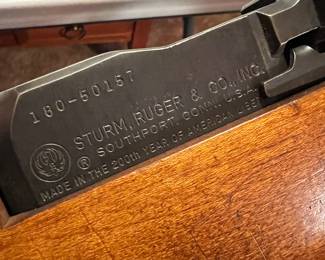 180-50157
STURM, RUGER & CO., INC.
SOUTHPORT, CONN. U.S.A.
®
MADE IN THE 200th YEAR OF AMERICAN LIBERTY